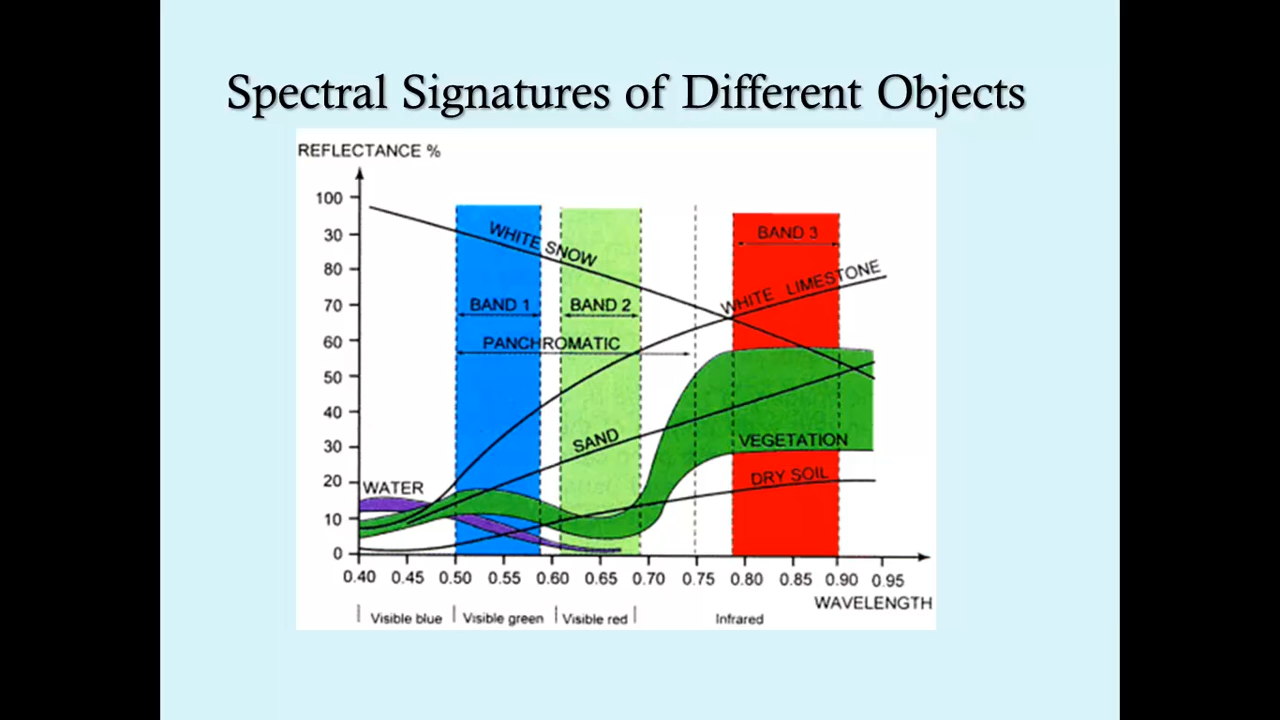 Spectral Signatures of Different Objects
REFLECTANCE %
100
30
80
70
60
50
40
30
20
10
0
WHITE SNOW
BAND 3
WHITE LIMESTONE
BAND 1
BAND 2
PANCHROMATIC
SAND
VEGETATION
DRY SOIL
WATER
0.40 0.45 0.50 0.55 0.60 0.65 0.70 0.75 0.80 0.85 0.90 0.95
WAVELENGTH
Visible blue Visible green Visible red Infrared